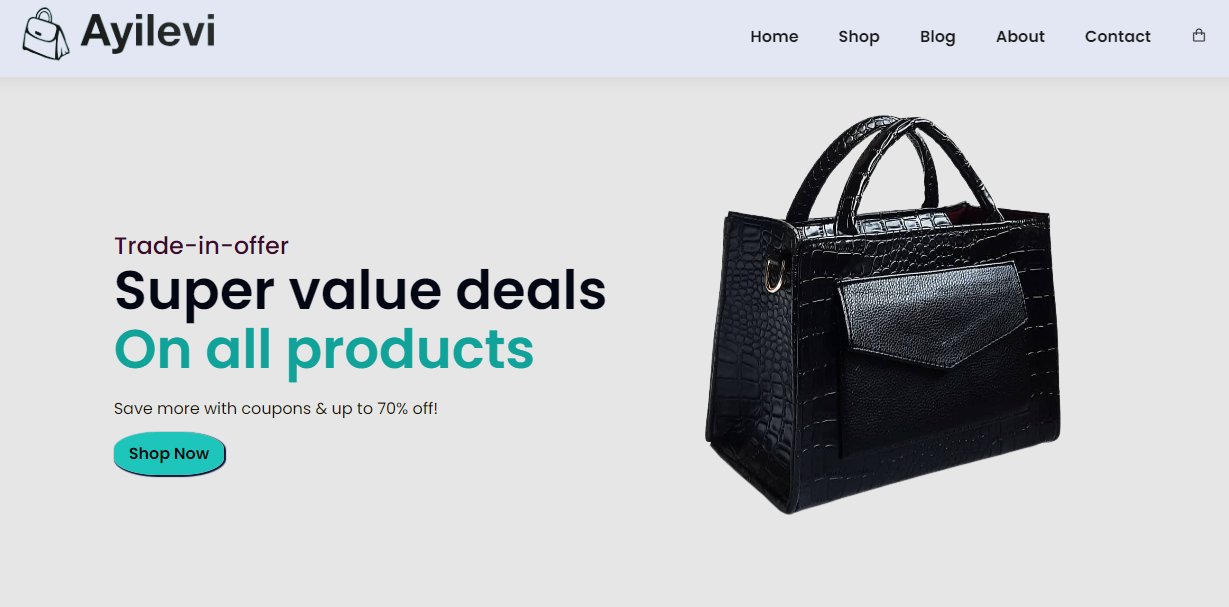 Ayilevi
Home Shop Blog About Contact
Trade-in-offer
Super value deals
On all products
Save more with coupons & up to 70% off!
Shop Now